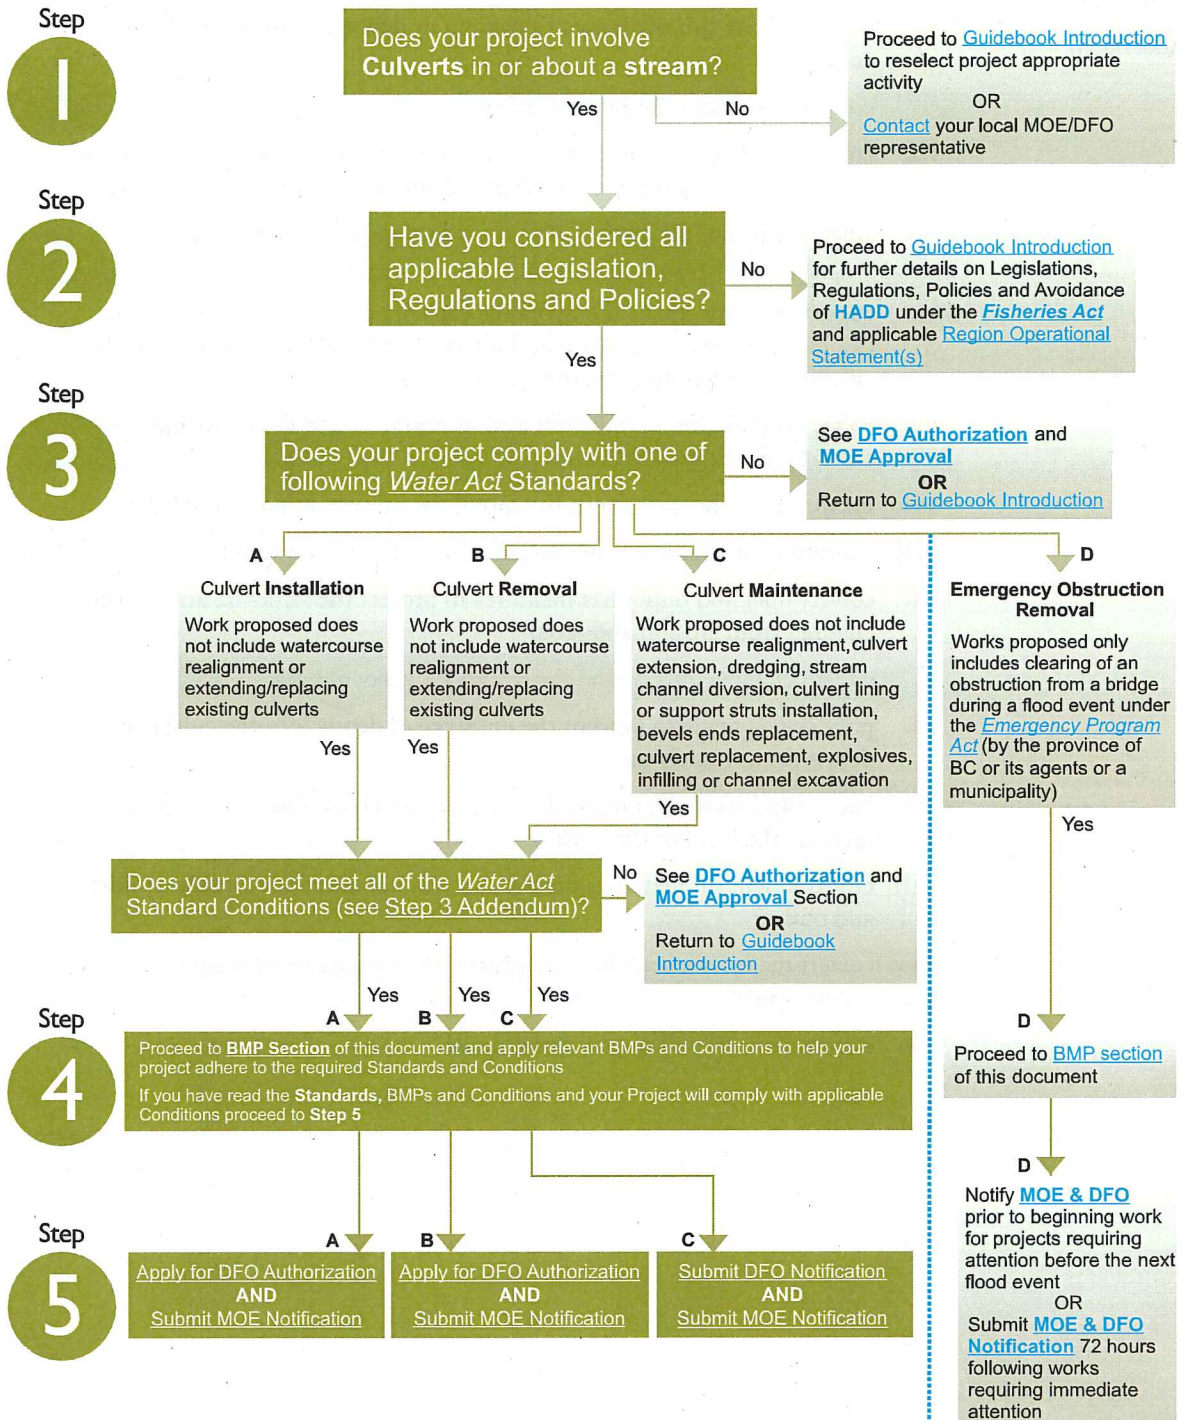 Step
1
Does your project involve
Culverts in or about a stream?
Yes
No
Proceed to Guidebook Introduction
to reselect project appropriate
activity
OR
Contact your local MOE/DFO
representative
Step
2
Have you considered all
applicable Legislation,
Regulations and Policies?
No
Yes
Proceed to Guidebook Introduction
for further details on Legislations,
Regulations, Policies and Avoidance
of HADD under the Fisheries Act
and applicable Region Operational
Statement(s)
Step
3
Does your project comply with one of
following Water Act Standards?
No
See DFO Authorization and
MOE Approval
OR
Return to Guidebook Introduction
A
Culvert Installation
Work proposed does
not include watercourse
realignment or
extending/replacing
existing culverts
Yes
B
Culvert Removal
Work proposed does
not include watercourse
realignment or
extending/replacing
existing culverts
Yes
C
Culvert Maintenance
Work proposed does not include
watercourse realignment, culvert
extension, dredging, stream
channel diversion, culvert lining
or support struts installation,
bevels ends replacement,
culvert replacement, explosives,
infilling or channel excavation
Yes
D
Emergency Obstruction
Removal
Works proposed only
includes clearing of an
obstruction from a bridge
during a flood event under
the Emergency Program
Act (by the province of
BC or its agents or a
municipality)
Yes
Does your project meet all of the Water Act
Standard Conditions (see Step 3 Addendum)?
No
See DFO Authorization and
MOE Approval Section
OR
Return to Guidebook
Introduction
Yes
Yes
Yes
A
B
C
Step
4
Proceed to BMP Section of this document and apply relevant BMPs and Conditions to help your
project adhere to the required Standards and Conditions
If you have read the Standards, BMPs and Conditions and your Project will comply with applicable
Conditions proceed to Step 5
D
Proceed to BMP section
of this document
Step
5
A
Apply for DFO Authorization
AND
Submit MOE Notification
B
Apply for DFO Authorization
AND
Submit MOE Notification
C
Submit DFO Notification
AND
Submit MOE Notification
D
Notify MOE & DFO
prior to beginning work
for projects requiring
attention before the next
flood event
OR
Submit MOE & DFO
Notification 72 hours
following works
requiring immediate
attention